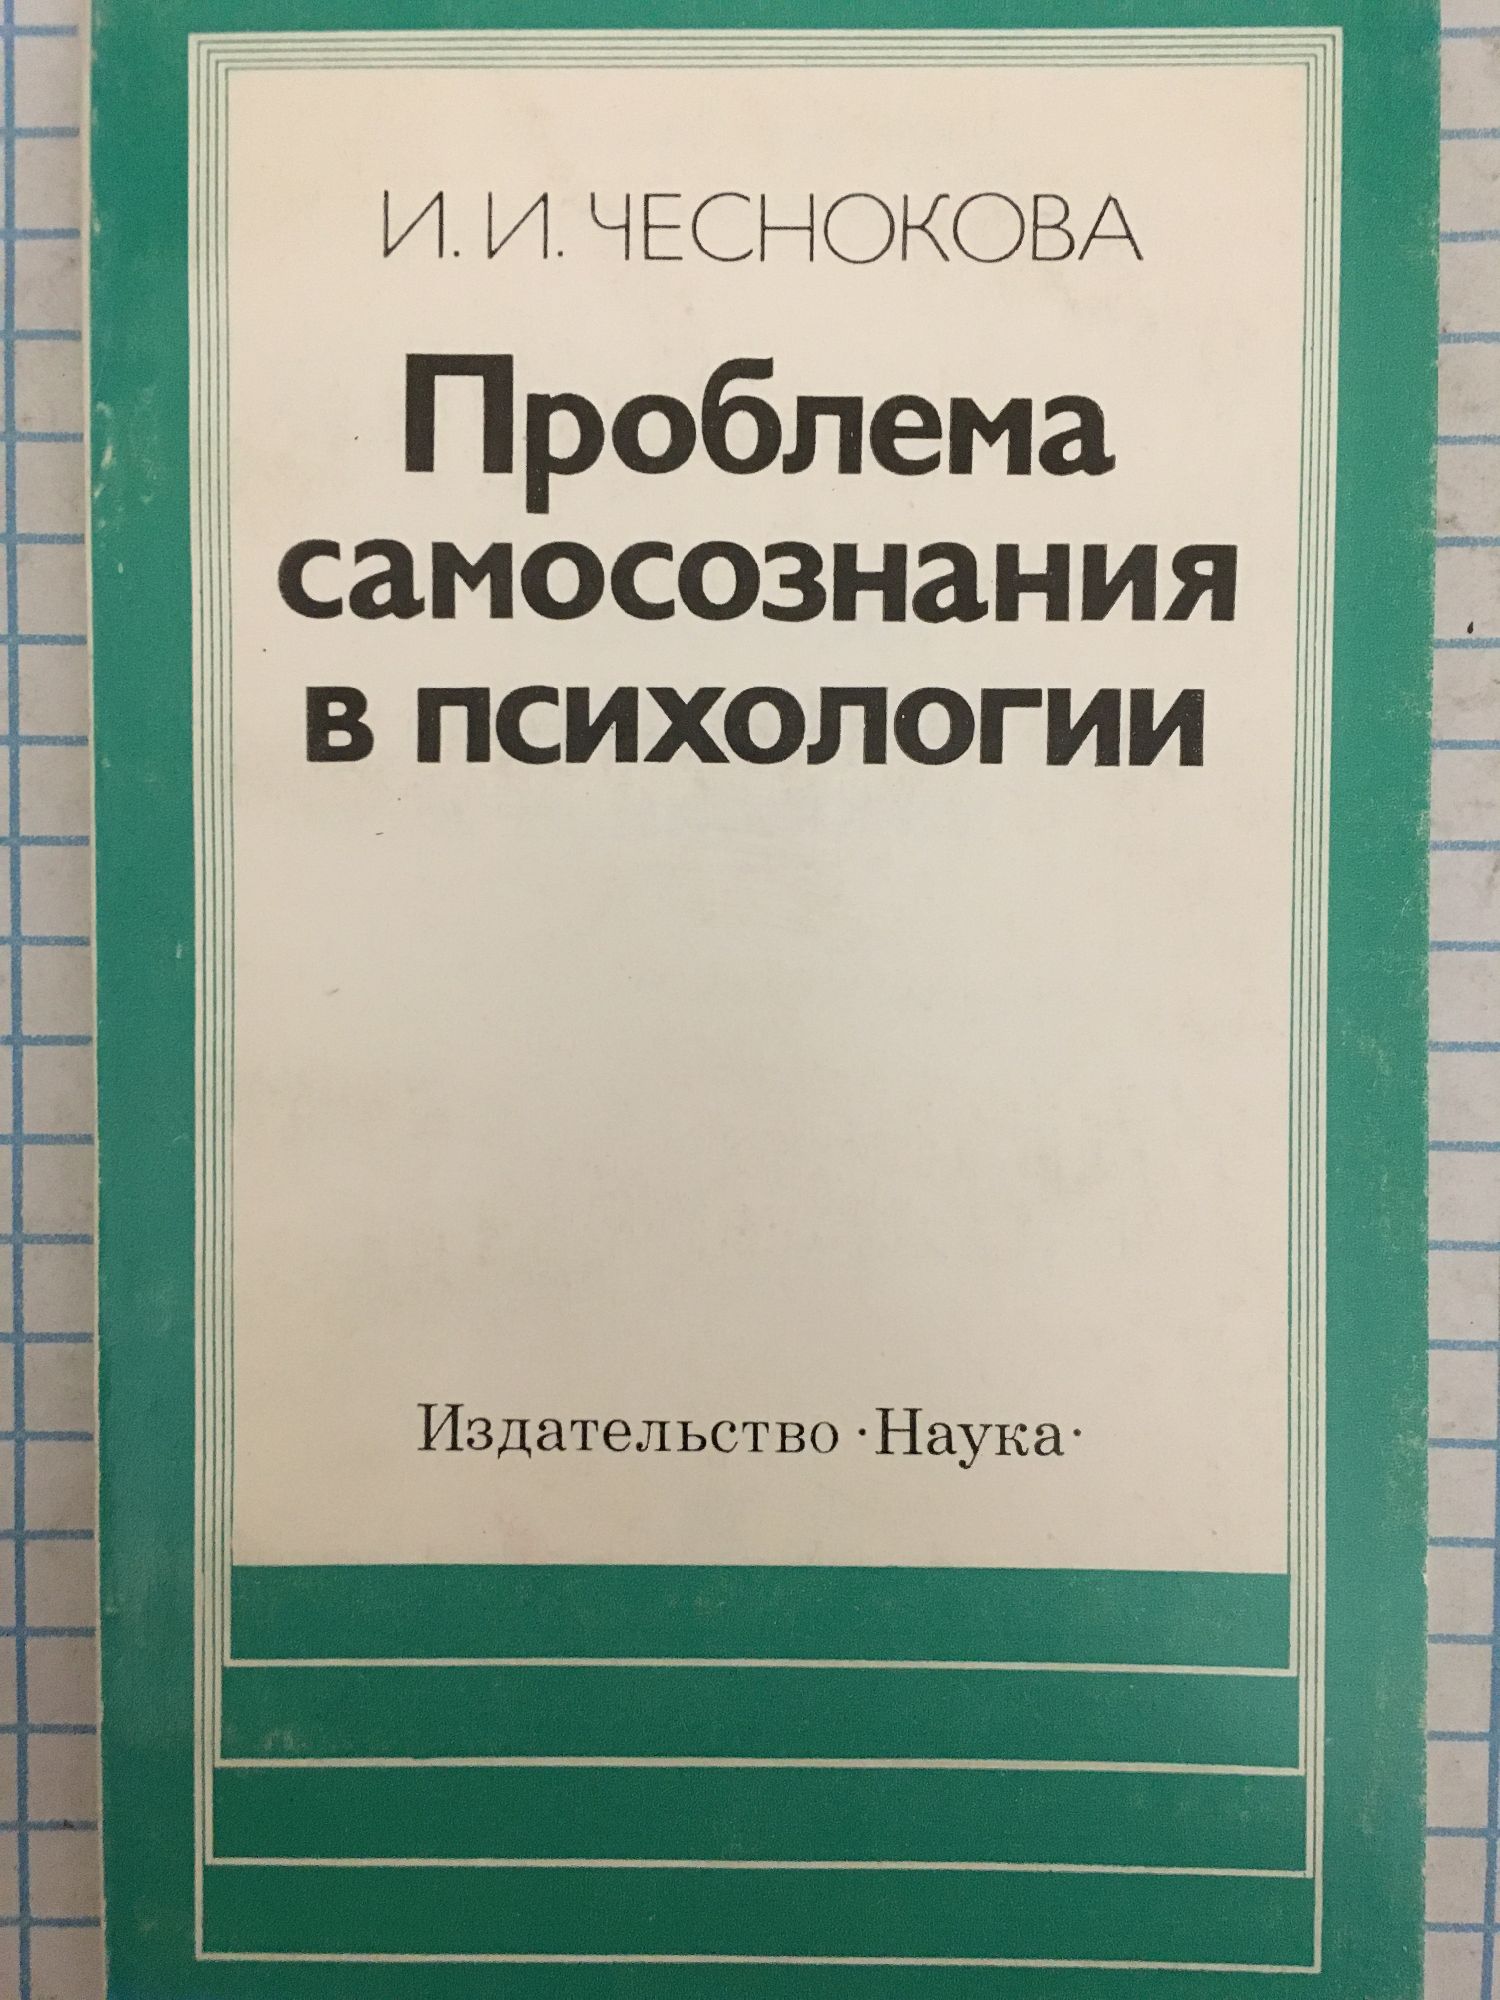 И. И. ЧЕСНОКОВА
Проблема
самосознания
в психологии
Издательство ·Наука·